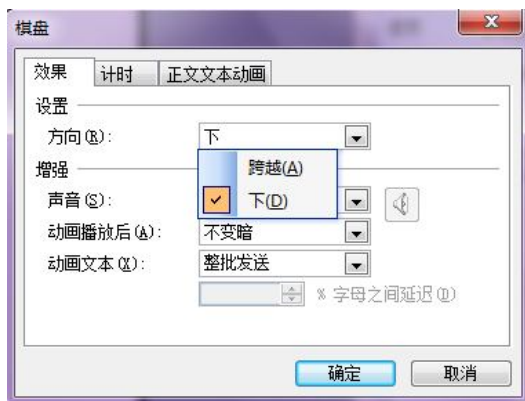 棋盘
效果 计时 正文文本动画
设置
方向(R): 下
跨越(A)
增强
声音(S): 下(D)
动画播放后(A): 不变暗
动画文本(X): 整批发送
% 字母之间延迟(D)
确定 取消